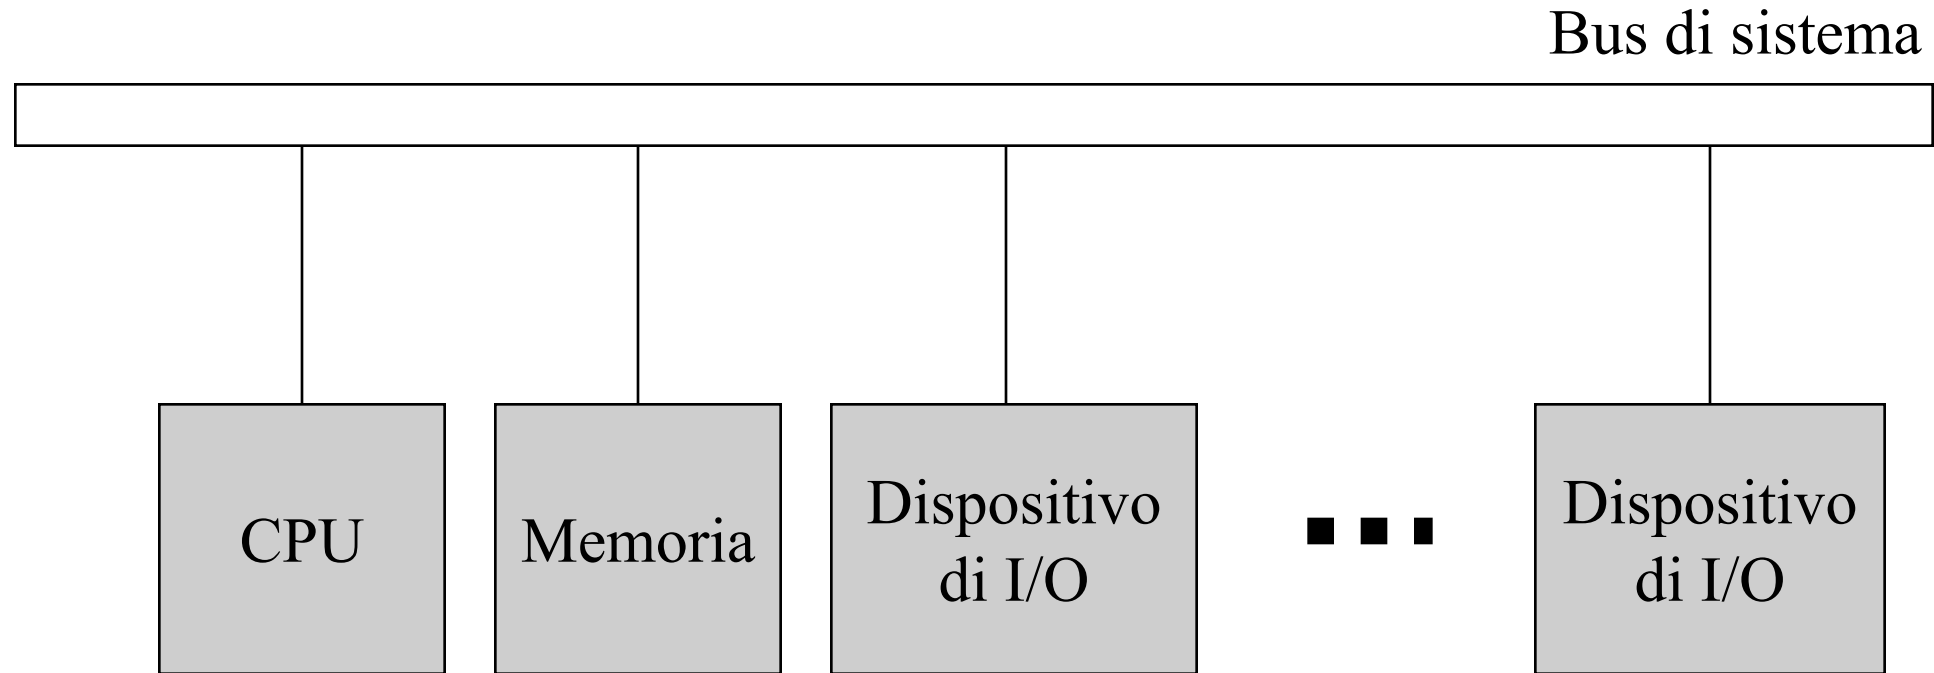 Bus di sistema
CPU
Memoria
Dispositivo
di I/O
Dispositivo
di I/O